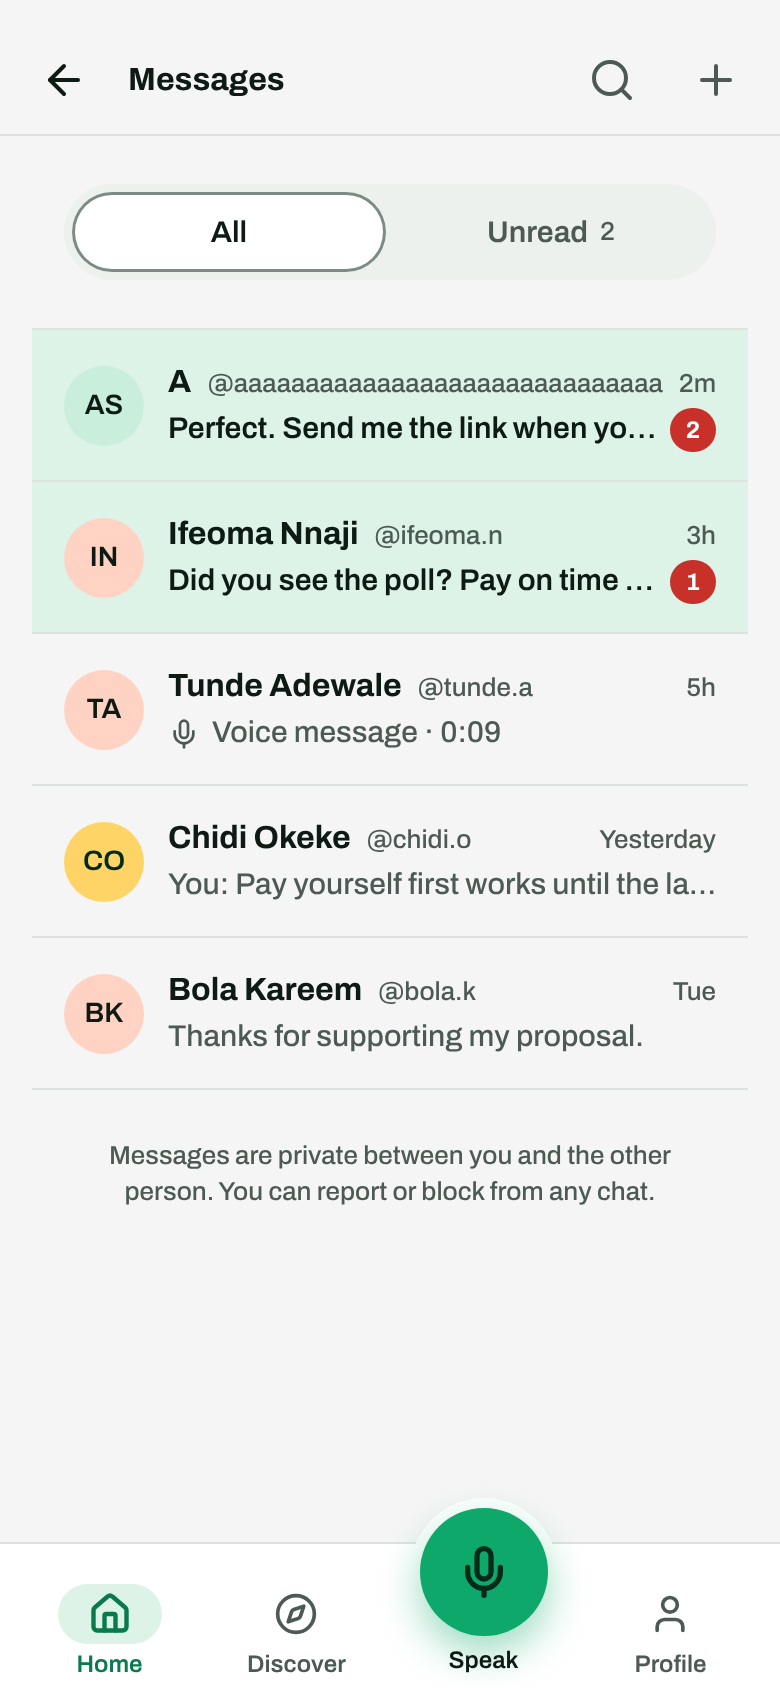 Messages
All
Unread 2
AS
A @aaaaaaaaaaaaaaaaaaaaaaaaaaaaaaaa 2m
Perfect. Send me the link when yo... 2
IN
Ifeoma Nnaji @ifeoma.n 3h
Did you see the poll? Pay on time ... 1
TA
Tunde Adewale @tunde.a 5h
Voice message · 0:09
CO
Chidi Okeke @chidi.o Yesterday
You: Pay yourself first works until the la...
BK
Bola Kareem @bola.k Tue
Thanks for supporting my proposal.
Messages are private between you and the other
person. You can report or block from any chat.
Home
Discover
Speak
Profile